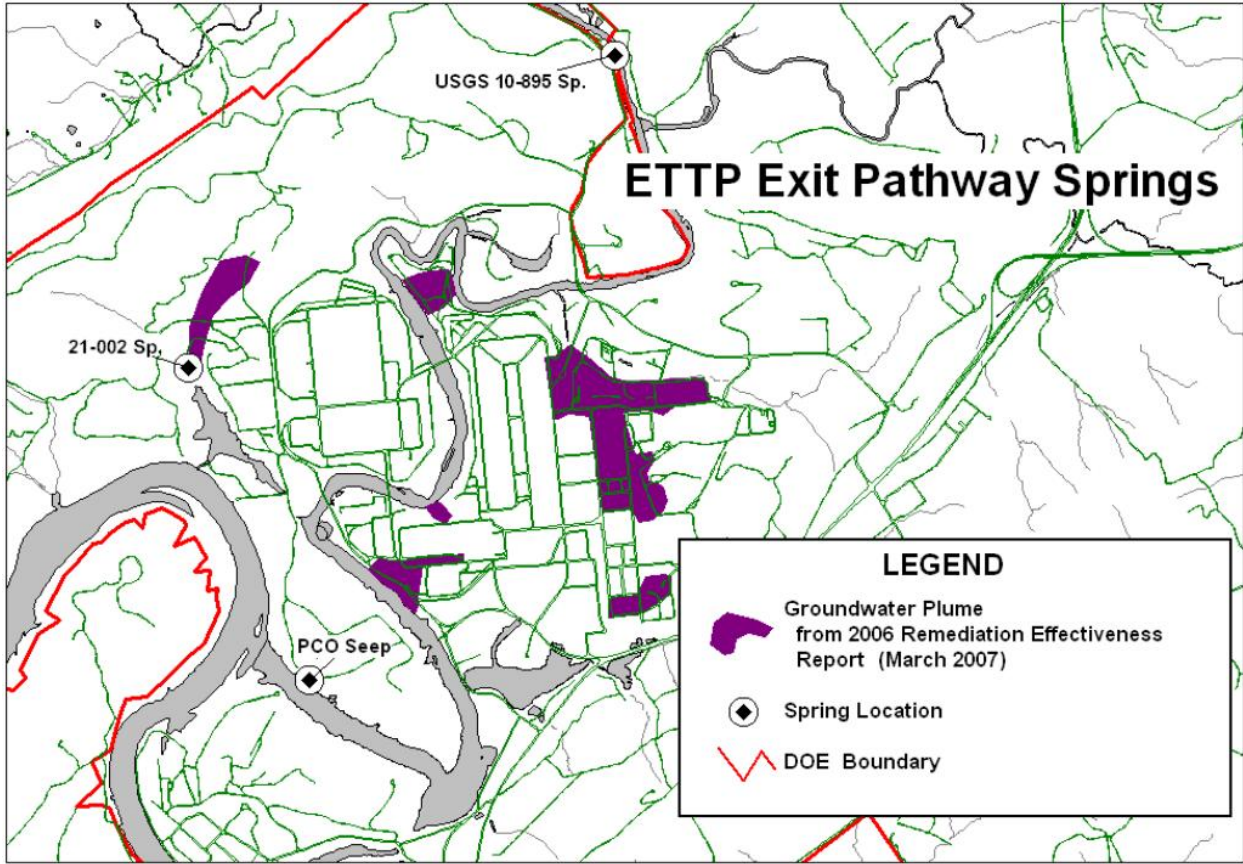 USGS 10-895 Sp.
ETTP Exit Pathway Springs
21-002 Sp.
PCO Seep
LEGEND
Groundwater Plume
from 2006 Remediation Effectiveness
Report (March 2007)
Spring Location
DOE Boundary